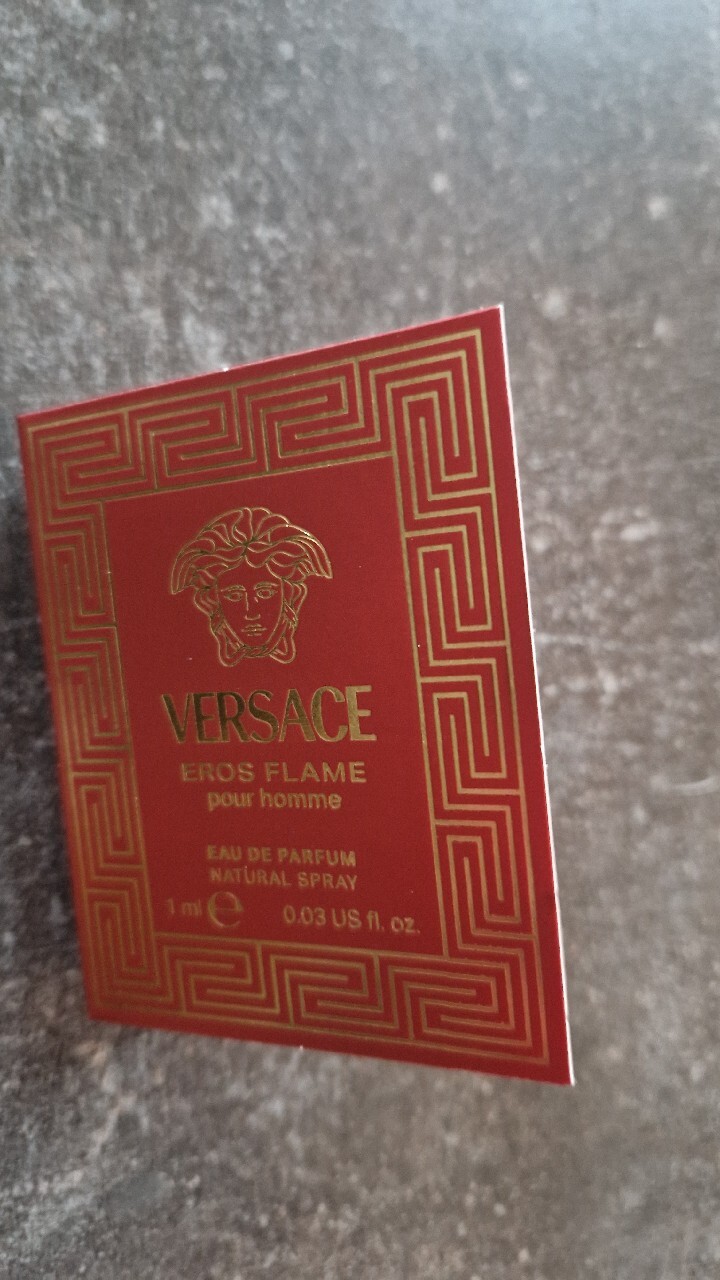 VERSACE
EROS FLAME
pour homme
EAU DE PARFUM
NATURAL SPRAY
1 ml e 0.03 US fl. oz.